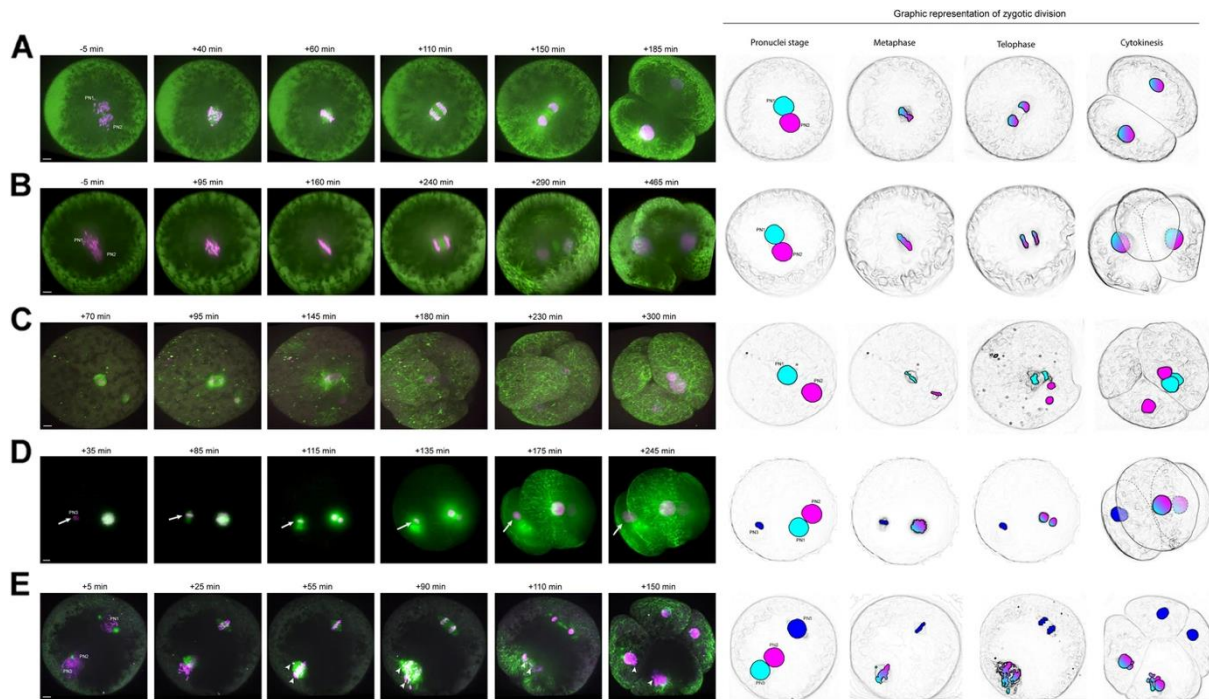 Graphic representation of zygotic division
A
-5 min +40 min +60 min +110 min +150 min +185 min Pronuclei stage Metaphase Telophase Cytokinesis
PN1
PN2
PN1
PN2
B
-5 min +95 min +160 min +240 min +290 min +465 min
PN1
PN2
PN1
PN2
C
+70 min +95 min +145 min +180 min +230 min +300 min
PN1
PN2
D
+35 min +85 min +115 min +135 min +175 min +245 min
PN3
PN2
PN1
E
+5 min +25 min +55 min +90 min +110 min +150 min
PN1
PN2
PN3
PN2